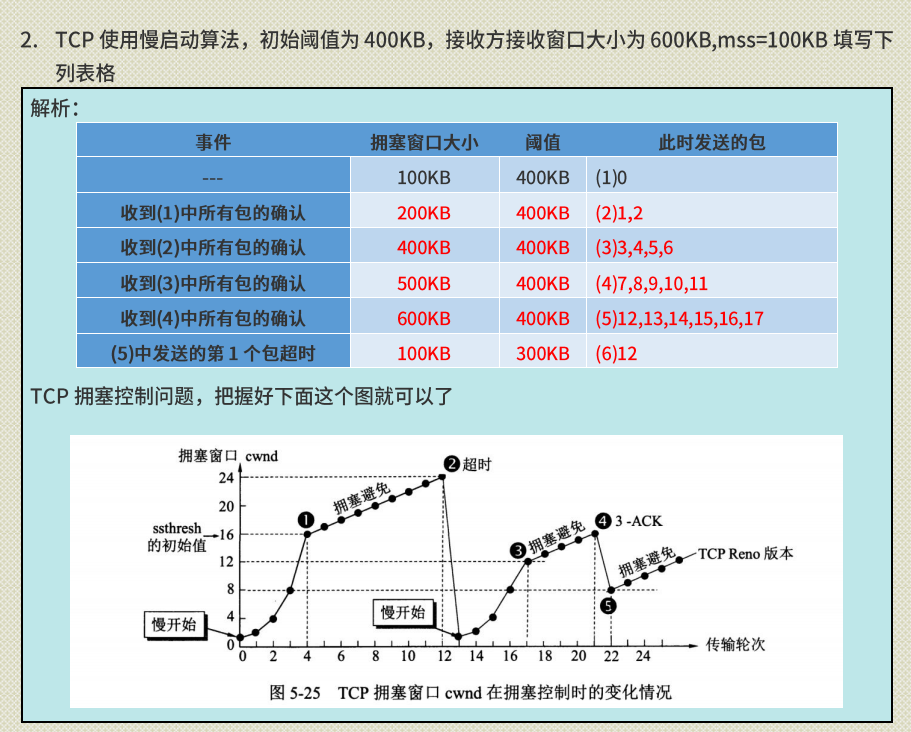 2. TCP 使用慢启动算法，初始阈值为 400KB，接收方接收窗口大小为 600KB,mss=100KB 填写下
列表格
解析：
事件 拥塞窗口大小 阈值 此时发送的包
--- 100KB 400KB (1)0
收到(1)中所有包的确认 200KB 400KB (2)1,2
收到(2)中所有包的确认 400KB 400KB (3)3,4,5,6
收到(3)中所有包的确认 500KB 400KB (4)7,8,9,10,11
收到(4)中所有包的确认 600KB 400KB (5)12,13,14,15,16,17
(5)中发送的第 1 个包超时 100KB 300KB (6)12
TCP 拥塞控制问题，把握好下面这个图就可以了
拥塞窗口 cwnd
24
20
16
12
8
4
0
ssthresh
的初始值
慢开始
❶
拥塞避免
❷超时
慢开始
❸
拥塞避免
❹ 3 -ACK
❺
拥塞避免
TCP Reno 版本
0 2 4 6 8 10 12 14 16 18 20 22 24
传输轮次
图 5-25 TCP 拥塞窗口 cwnd 在拥塞控制时的变化情况